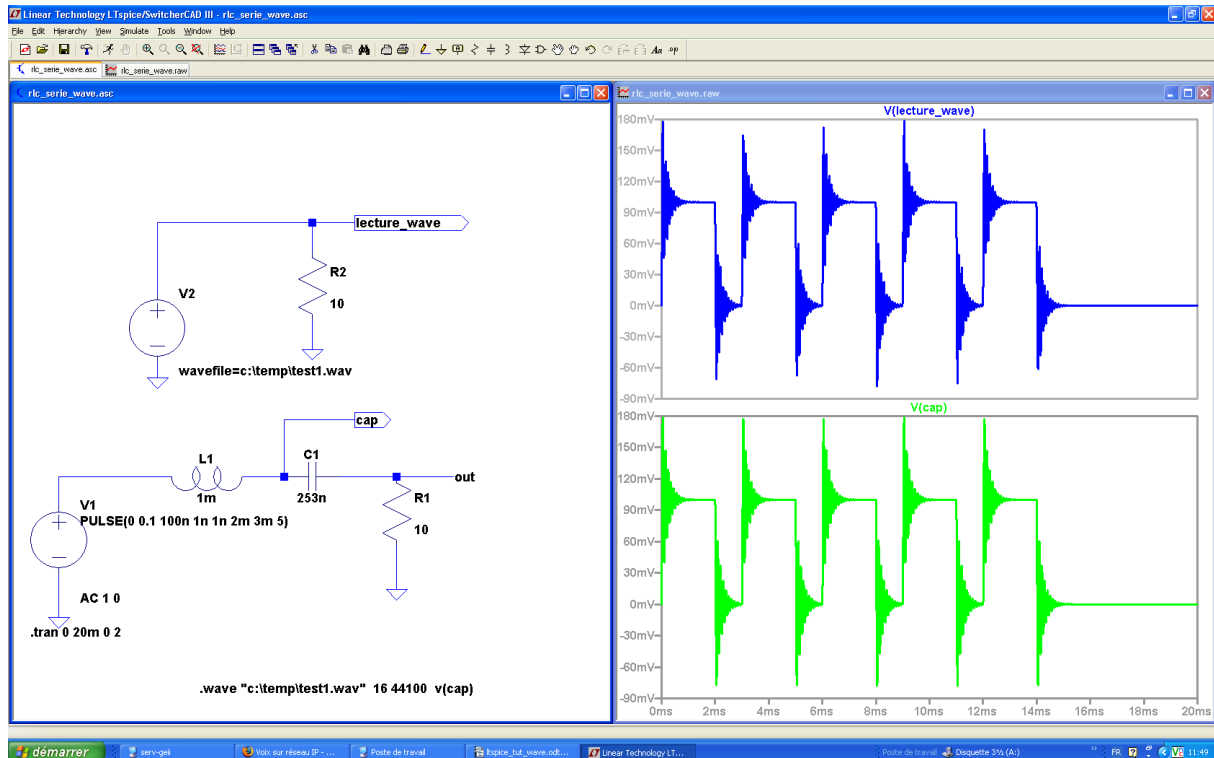 Linear Technology LTspice/SwitcherCAD III - rlc_serie_wave.asc
File Edit Hierarchy View Simulate Tools Window Help
rlc_serie_wave.asc rlc_serie_wave.raw
rlc_serie_wave.asc
lecture_wave
R2
10
V2
wavefile=c:\temp\test1.wav
cap
L1
1m
C1
253n
out
R1
10
V1
PULSE(0 0.1 100n 1n 1n 2m 3m 5)
AC 1 0
.tran 0 20m 0 2
.wave "c:\temp\test1.wav" 16 44100 v(cap)
rlc_serie_wave.raw
V(lecture_wave)
180mV
150mV
120mV
90mV
60mV
30mV
0mV
-30mV
-60mV
-90mV
V(cap)
180mV
150mV
120mV
90mV
60mV
30mV
0mV
-30mV
-60mV
-90mV
0ms 2ms 4ms 6ms 8ms 10ms 12ms 14ms 16ms 18ms 20ms
démarrer serv-geii Voix sur réseau IP - ... Poste de travail ltspice_tut_wave.odt... Linear Technology LT... Poste de travail Disquette 3½ (A:) » FR 11:49